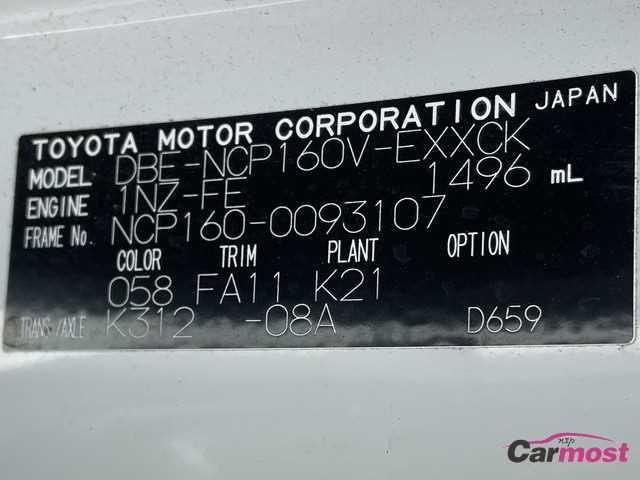 TOYOTA MOTOR CORPORATION JAPAN
MODEL DBE-NCP160V-EXXCK
ENGINE 1NZ-FE 1496 mL
FRAME No. NCP160-0093107
COLOR TRIM PLANT OPTION
058 FA11 K21
TRANS/AXLE K312 -08A D659
Carmost